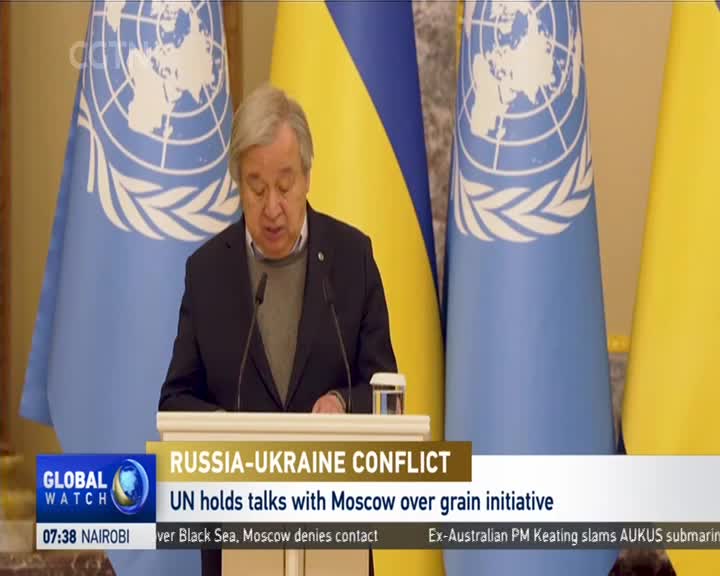 CGTN
RUSSIA-UKRAINE CONFLICT
GLOBAL
WATCH
UN holds talks with Moscow over grain initiative
07:38 NAIROBI
over Black Sea, Moscow denies contact
Ex-Australian PM Keating slams AUKUS submarin